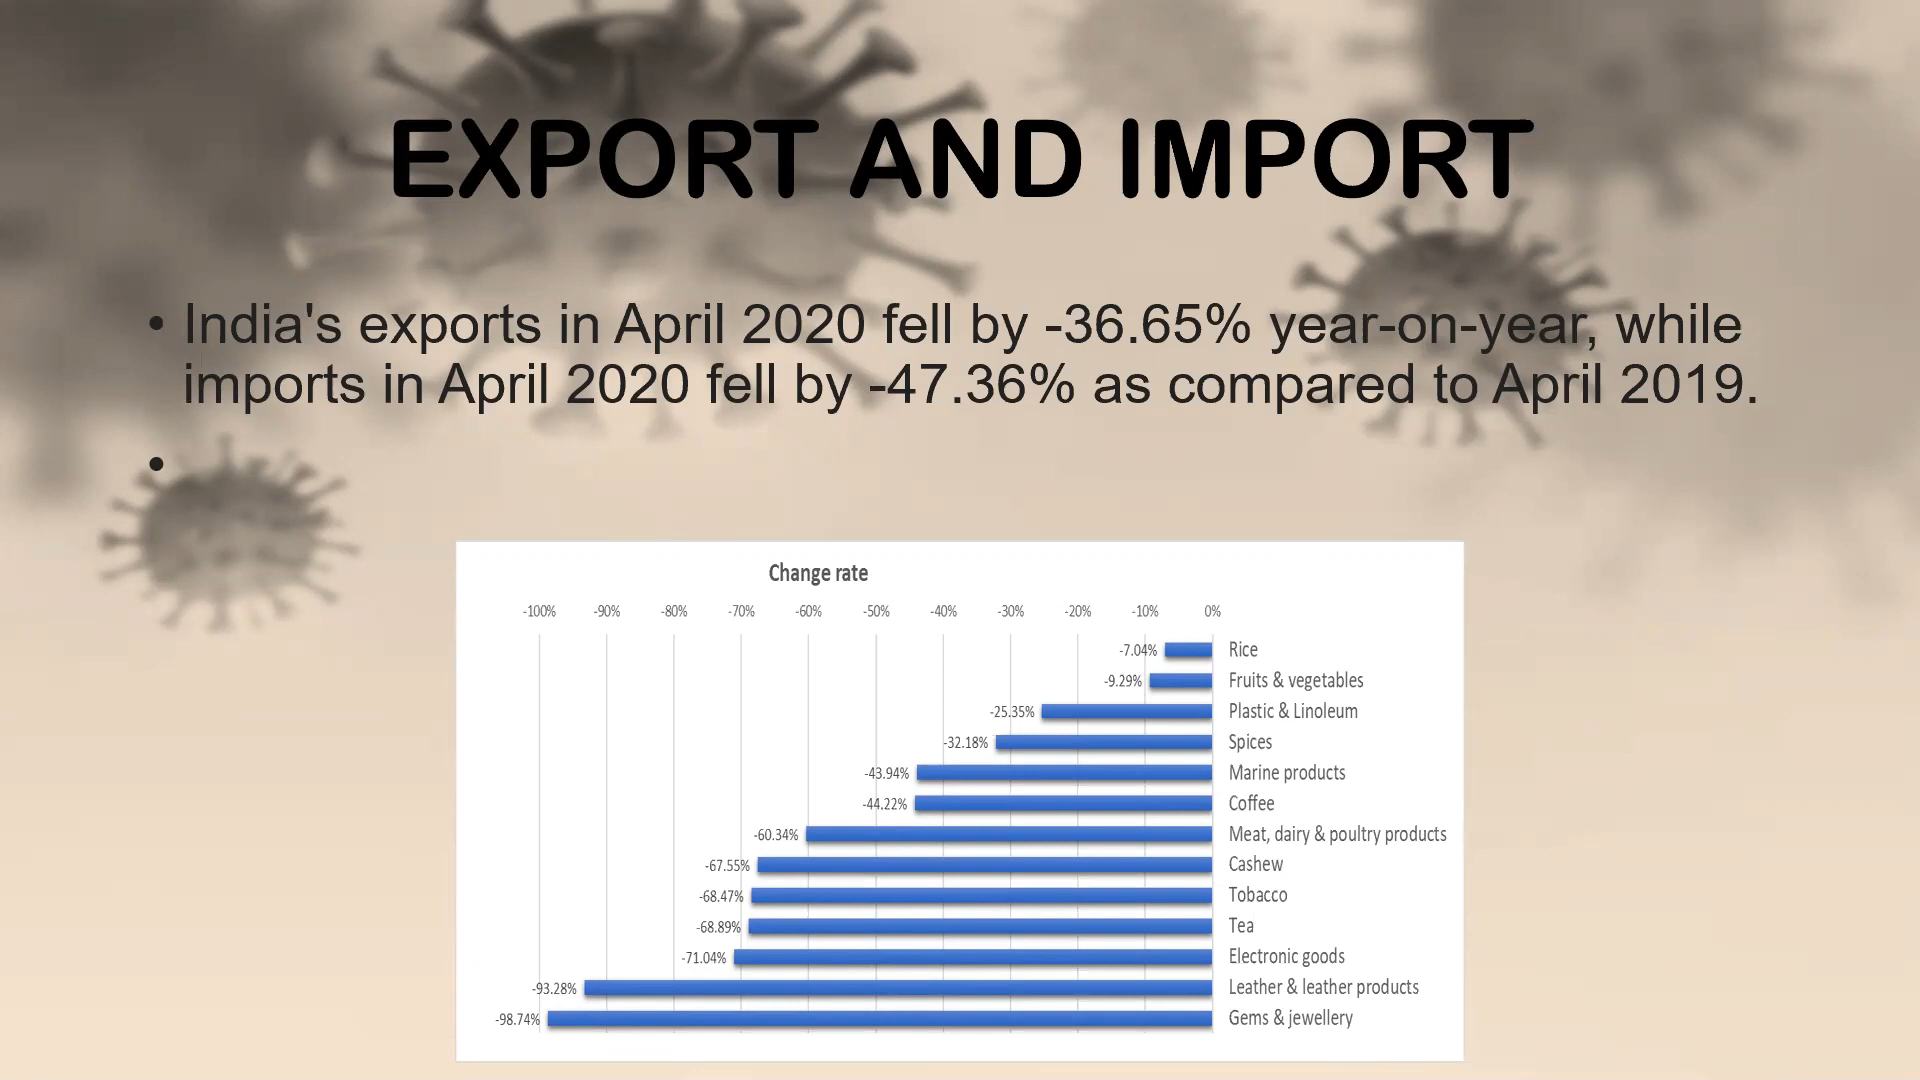 EXPORT AND IMPORT
• India's exports in April 2020 fell by -36.65% year-on-year, while
imports in April 2020 fell by -47.36% as compared to April 2019.
•
Change rate
-100% -90% -80% -70% -60% -50% -40% -30% -20% -10% 0%
-7.04% Rice
-9.29% Fruits & vegetables
-25.35% Plastic & Linoleum
-32.18% Spices
-43.94% Marine products
-44.22% Coffee
-60.34% Meat, dairy & poultry products
-67.55% Cashew
-68.47% Tobacco
-68.89% Tea
-71.04% Electronic goods
-93.28% Leather & leather products
-98.74% Gems & jewellery